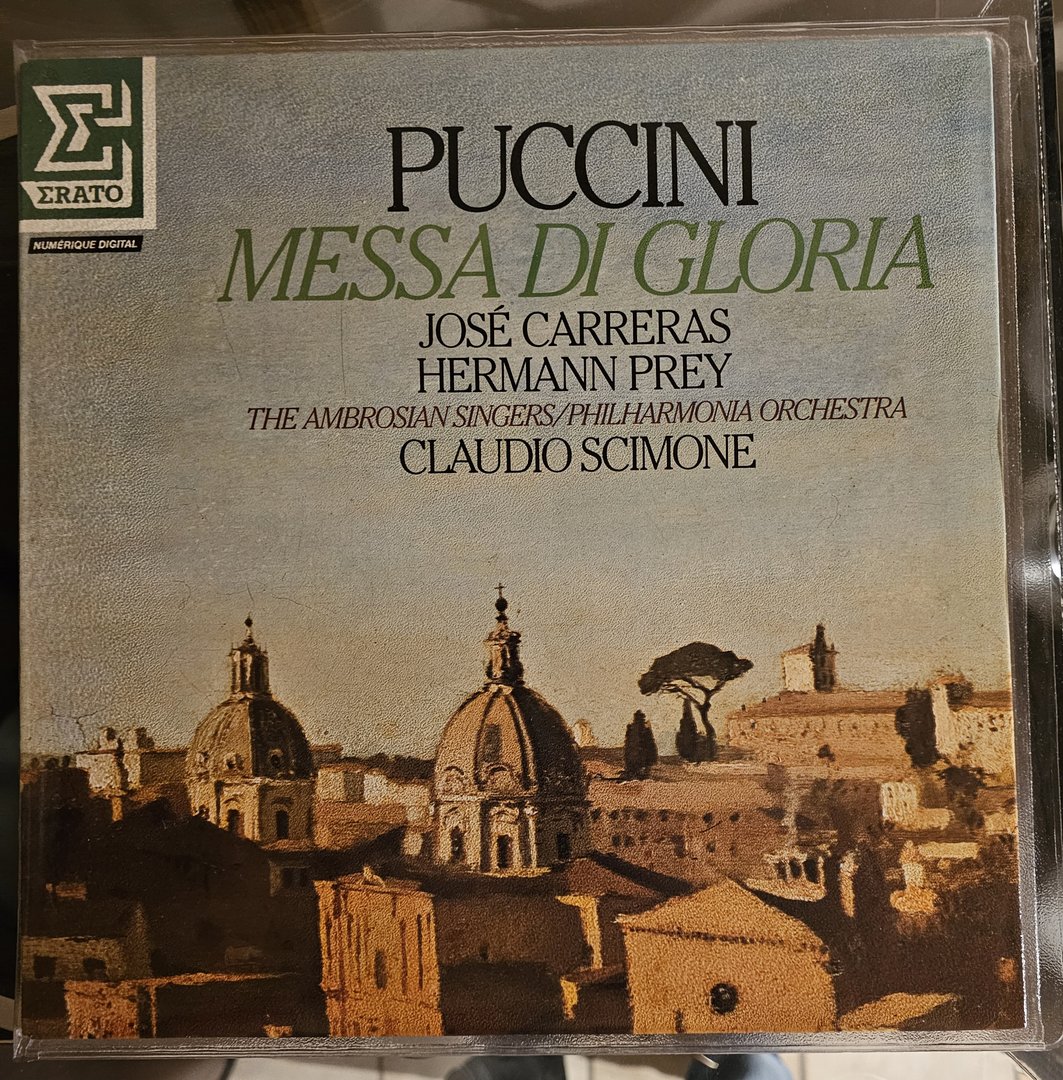 ΣRATO
NUMÉRIQUE DIGITAL
PUCCINI
MESSA DI GLORIA
JOSÉ CARRERAS
HERMANN PREY
THE AMBROSIAN SINGERS/PHILHARMONIA ORCHESTRA
CLAUDIO SCIMONE